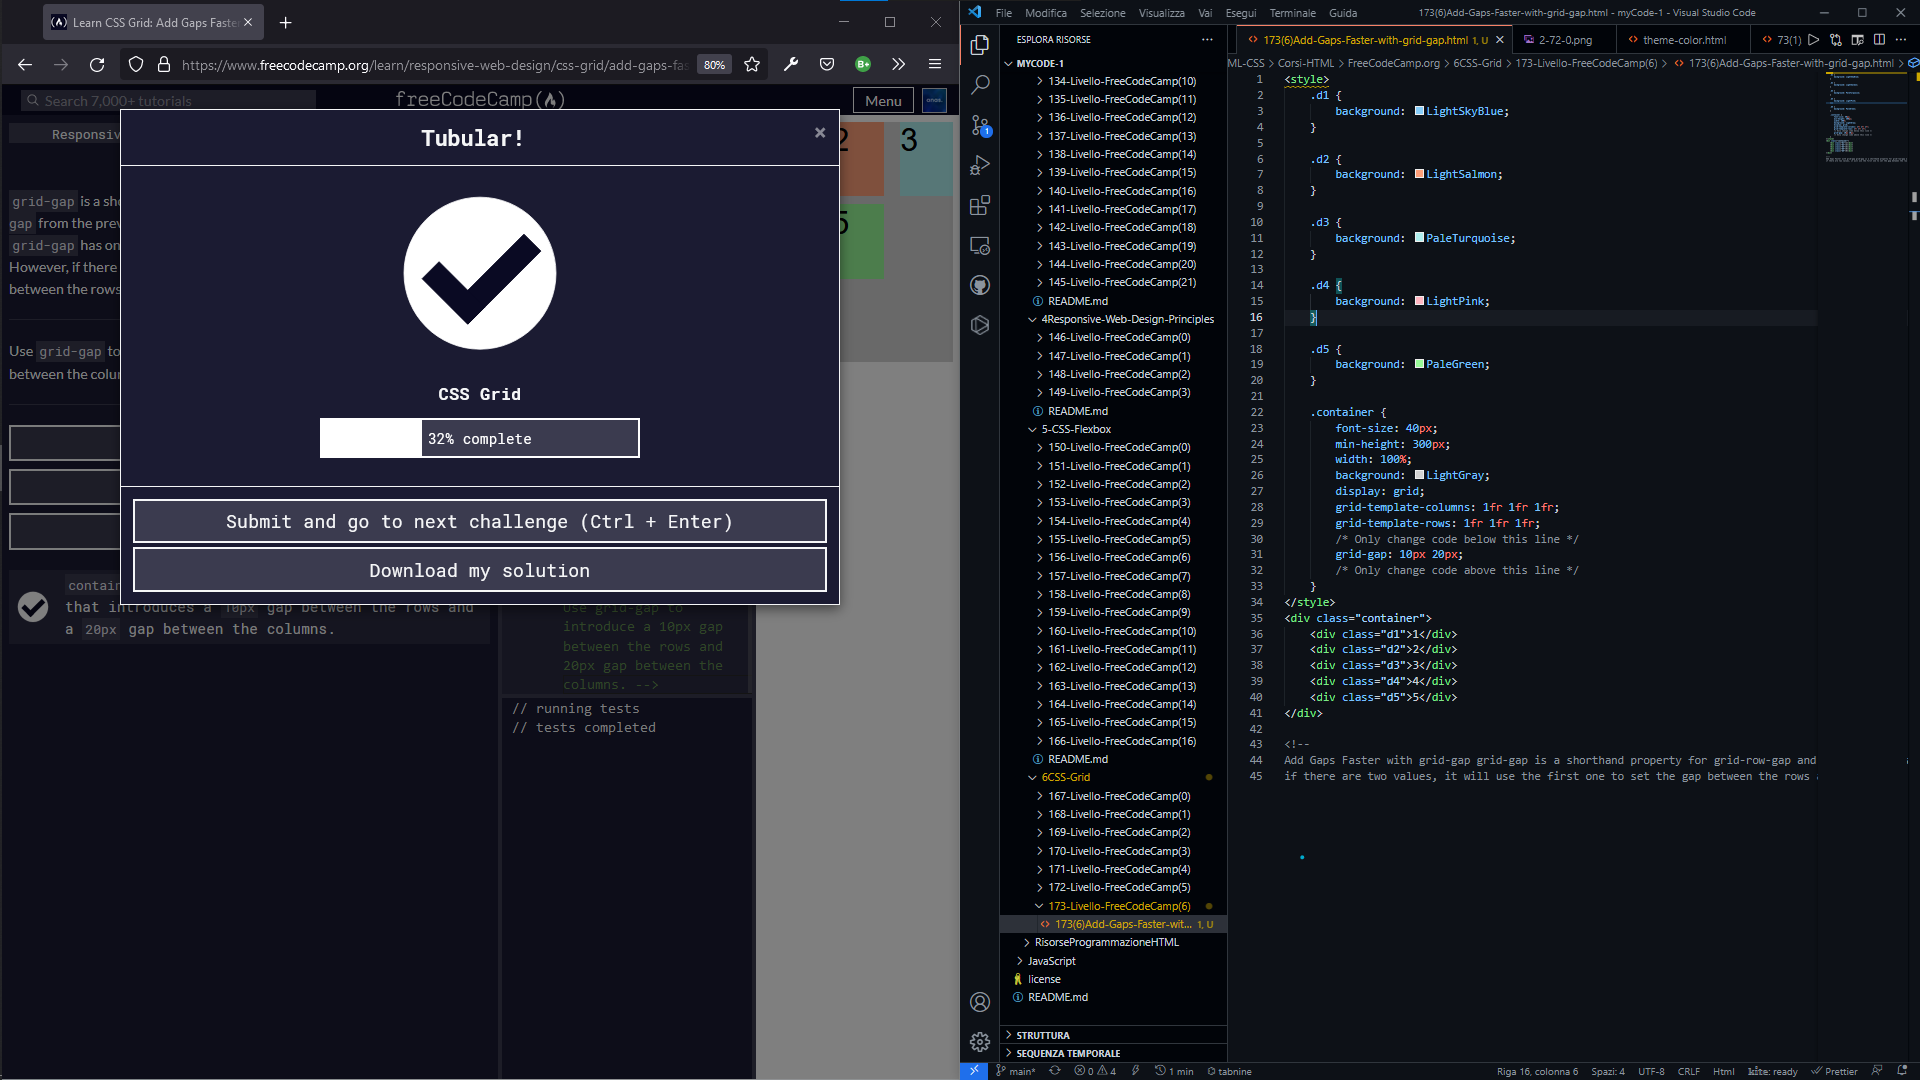 Learn CSS Grid: Add Gaps Faste
https://www.freecodecamp.org/learn/responsive-web-design/css-grid/add-gaps-fas
80%
Search 7,000+ tutorials
freeCodeCamp
Menu
Responsiv
Tubular!
grid-gap is a sho
gap from the prev
grid-gap has on
However, if there
between the rows
Use grid-gap to
between the colum
CSS Grid
32% complete
Submit and go to next challenge (Ctrl + Enter)
Download my solution
2
3
5
contain
that introduces a 10px gap between the rows and
a 20px gap between the columns.
Use grid-gap to
introduce a 10px gap
between the rows and
20px gap between the
columns. -->
// running tests
// tests completed
File Modifica Selezione Visualizza Vai Esegui Terminale Guida
173(6)Add-Gaps-Faster-with-grid-gap.html - myCode-1 - Visual Studio Code
ESPLORA RISORSE
MYCODE-1
134-Livello-FreeCodeCamp(10)
135-Livello-FreeCodeCamp(11)
136-Livello-FreeCodeCamp(12)
137-Livello-FreeCodeCamp(13)
138-Livello-FreeCodeCamp(14)
139-Livello-FreeCodeCamp(15)
140-Livello-FreeCodeCamp(16)
141-Livello-FreeCodeCamp(17)
142-Livello-FreeCodeCamp(18)
143-Livello-FreeCodeCamp(19)
144-Livello-FreeCodeCamp(20)
145-Livello-FreeCodeCamp(21)
README.md
4Responsive-Web-Design-Principles
146-Livello-FreeCodeCamp(0)
147-Livello-FreeCodeCamp(1)
148-Livello-FreeCodeCamp(2)
149-Livello-FreeCodeCamp(3)
README.md
5-CSS-Flexbox
150-Livello-FreeCodeCamp(0)
151-Livello-FreeCodeCamp(1)
152-Livello-FreeCodeCamp(2)
153-Livello-FreeCodeCamp(3)
154-Livello-FreeCodeCamp(4)
155-Livello-FreeCodeCamp(5)
156-Livello-FreeCodeCamp(6)
157-Livello-FreeCodeCamp(7)
158-Livello-FreeCodeCamp(8)
159-Livello-FreeCodeCamp(9)
160-Livello-FreeCodeCamp(10)
161-Livello-FreeCodeCamp(11)
162-Livello-FreeCodeCamp(12)
163-Livello-FreeCodeCamp(13)
164-Livello-FreeCodeCamp(14)
165-Livello-FreeCodeCamp(15)
166-Livello-FreeCodeCamp(16)
README.md
6CSS-Grid
167-Livello-FreeCodeCamp(0)
168-Livello-FreeCodeCamp(1)
169-Livello-FreeCodeCamp(2)
170-Livello-FreeCodeCamp(3)
171-Livello-FreeCodeCamp(4)
172-Livello-FreeCodeCamp(5)
173-Livello-FreeCodeCamp(6)
173(6)Add-Gaps-Faster-wit... 1, U
RisorseProgrammazioneHTML
JavaScript
license
README.md
STRUTTURA
SEQUENZA TEMPORALE
173(6)Add-Gaps-Faster-with-grid-gap.html 1, U
2-72-0.png
theme-color.html
73(1)
ML-CSS > Corsi-HTML > FreeCodeCamp.org > 6CSS-Grid > 173-Livello-FreeCodeCamp(6) > 173(6)Add-Gaps-Faster-with-grid-gap.html >
1 <style>
2 .d1 {
3 background: LightSkyBlue;
4 }
5
6 .d2 {
7 background: LightSalmon;
8 }
9
10 .d3 {
11 background: PaleTurquoise;
12 }
13
14 .d4 {
15 background: LightPink;
16 }
17
18 .d5 {
19 background: PaleGreen;
20 }
21
22 .container {
23 font-size: 40px;
24 min-height: 300px;
25 width: 100%;
26 background: LightGray;
27 display: grid;
28 grid-template-columns: 1fr 1fr 1fr;
29 grid-template-rows: 1fr 1fr 1fr;
30 /* Only change code below this line */
31 grid-gap: 10px 20px;
32 /* Only change code above this line */
33 }
34 </style>
35 <div class="container">
36 <div class="d1">1</div>
37 <div class="d2">2</div>
38 <div class="d3">3</div>
39 <div class="d4">4</div>
40 <div class="d5">5</div>
41 </div>
42
43 <!--
44 Add Gaps Faster with grid-gap grid-gap is a shorthand property for grid-row-gap and
45 if there are two values, it will use the first one to set the gap between the rows
main*
0 4
1 min
tabnine
Riga 16, colonna 6
Spazi: 4
UTF-8
CRLF
Html
kite: ready
Prettier